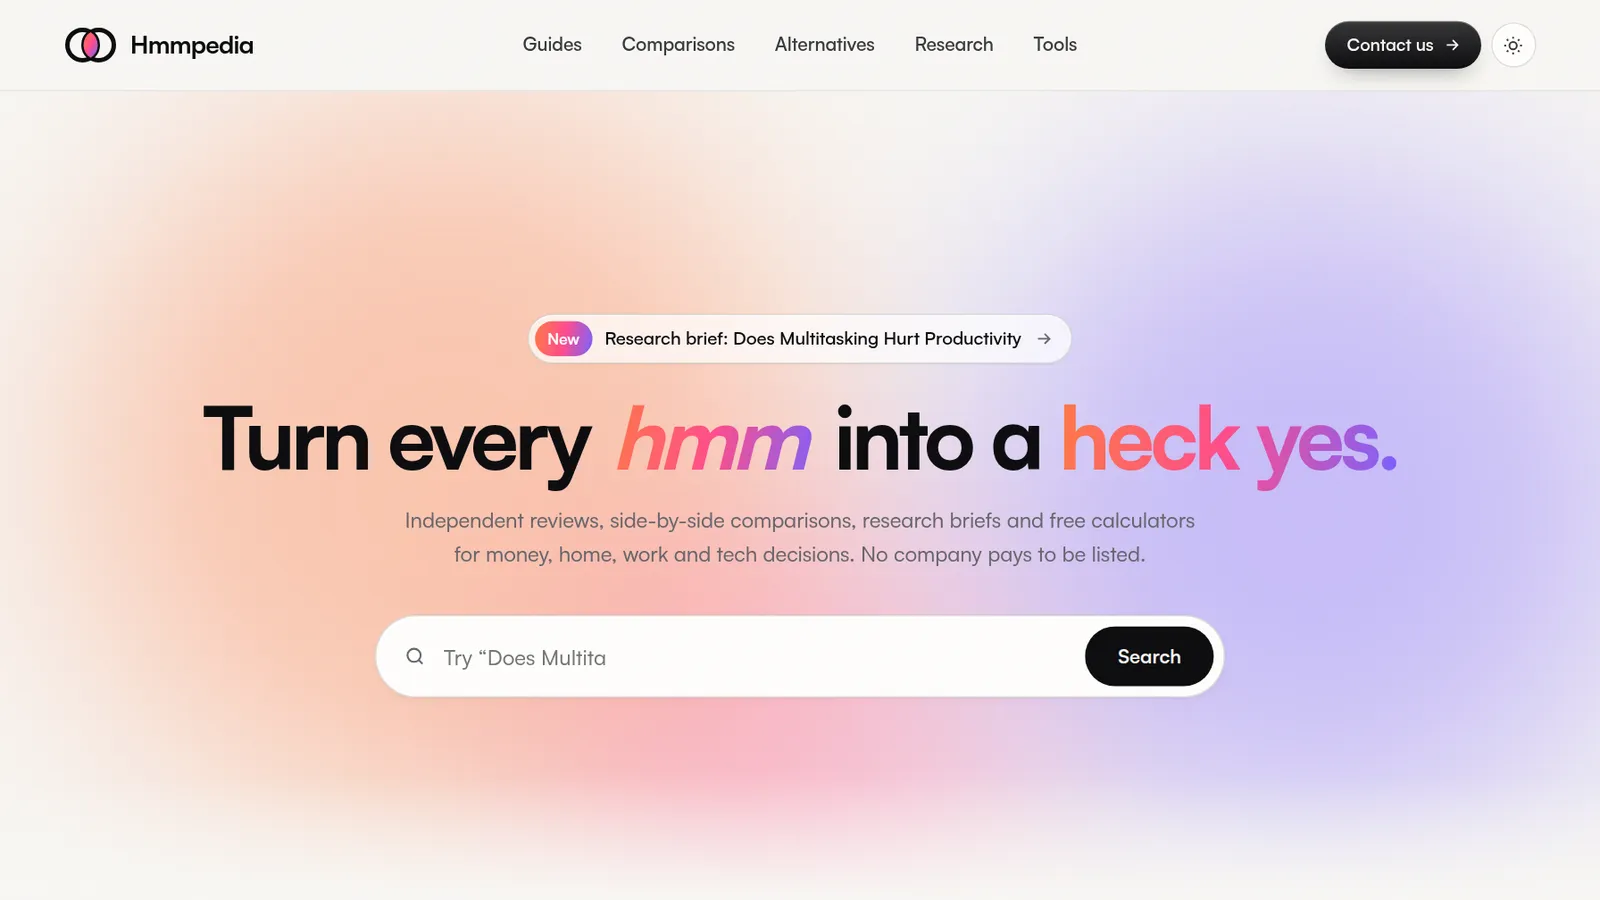 Hmmpedia
Guides
Comparisons
Alternatives
Research
Tools
Contact us →
New Research brief: Does Multitasking Hurt Productivity →
Turn every hmm into a heck yes.
Independent reviews, side-by-side comparisons, research briefs and free calculators
for money, home, work and tech decisions. No company pays to be listed.
Try “Does Multita
Search